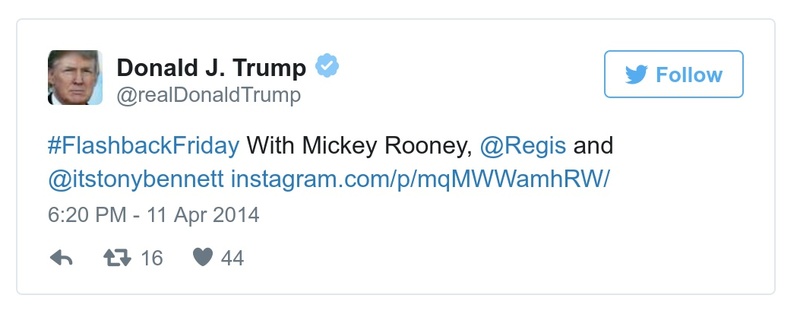 Donald J. Trump
@realDonaldTrump
Follow
#FlashbackFriday With Mickey Rooney, @Regis and
@itstonybennett instagram.com/p/mqMWWamhRW/
6:20 PM - 11 Apr 2014
16 44